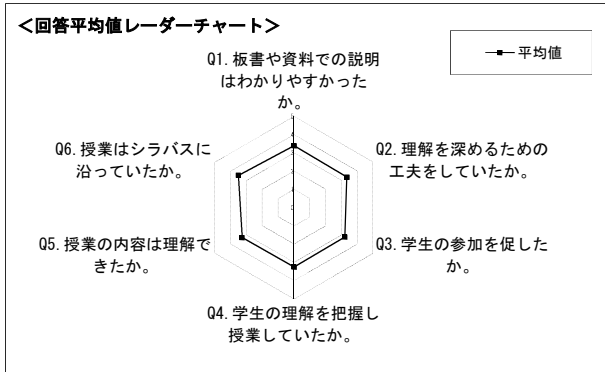 ＜回答平均値レーダーチャート＞
平均値
Q1. 板書や資料での説明
はわかりやすかった
か。
Q2. 理解を深めるための
工夫をしていたか。
Q3. 学生の参加を促した
か。
Q4. 学生の理解を把握し
授業していたか。
Q5. 授業の内容は理解で
きたか。
Q6. 授業はシラバスに
沿っていたか。